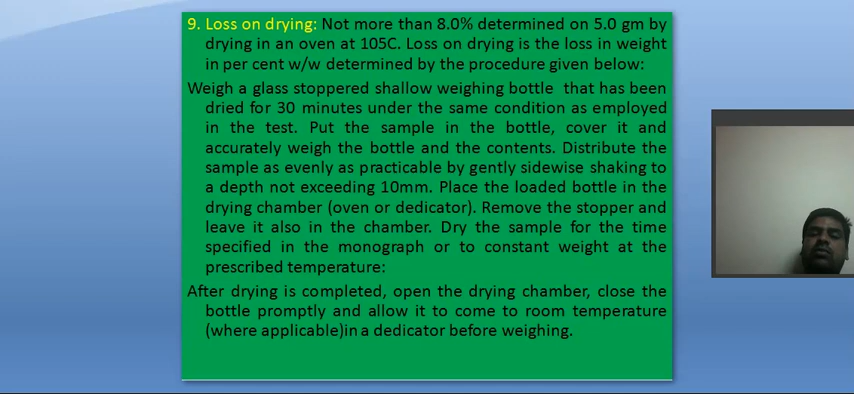 9. Loss on drying: Not more than 8.0% determined on 5.0 gm by
drying in an oven at 105C. Loss on drying is the loss in weight
in per cent w/w determined by the procedure given below:
Weigh a glass stoppered shallow weighing bottle that has been
dried for 30 minutes under the same condition as employed
in the test. Put the sample in the bottle, cover it and
accurately weigh the bottle and the contents. Distribute the
sample as evenly as practicable by gently sidewise shaking to
a depth not exceeding 10mm. Place the loaded bottle in the
drying chamber (oven or dedicator). Remove the stopper and
leave it also in the chamber. Dry the sample for the time
specified in the monograph or to constant weight at the
prescribed temperature:
After drying is completed, open the drying chamber, close the
bottle promptly and allow it to come to room temperature
(where applicable)in a dedicator before weighing.